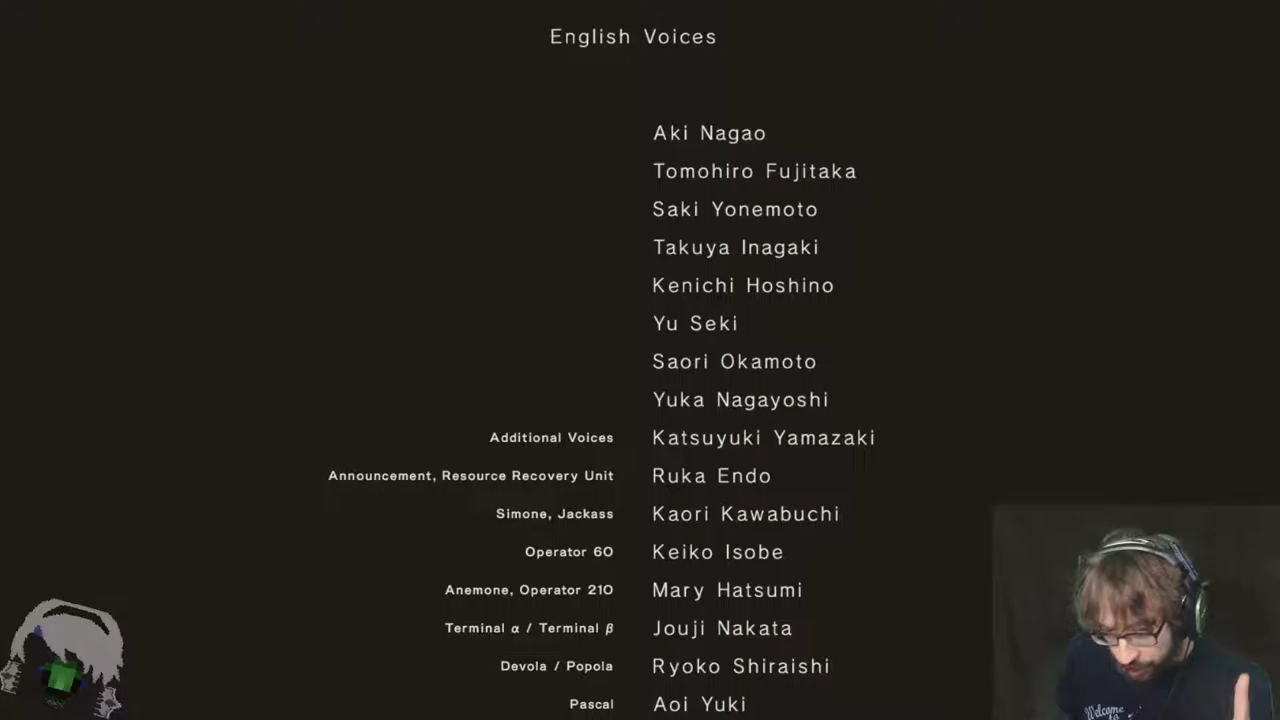 English Voices
Aki Nagao
Tomohiro Fujitaka
Saki Yonemoto
Takuya Inagaki
Kenichi Hoshino
Yu Seki
Saori Okamoto
Yuka Nagayoshi
Additional Voices Katsuyuki Yamazaki
Announcement, Resource Recovery Unit Ruka Endo
Simone, Jackass Kaori Kawabuchi
Operator 6O Keiko Isobe
Anemone, Operator 21O Mary Hatsumi
Terminal α / Terminal β Jouji Nakata
Devola / Popola Ryoko Shiraishi
Pascal Aoi Yuki
Welcome
to